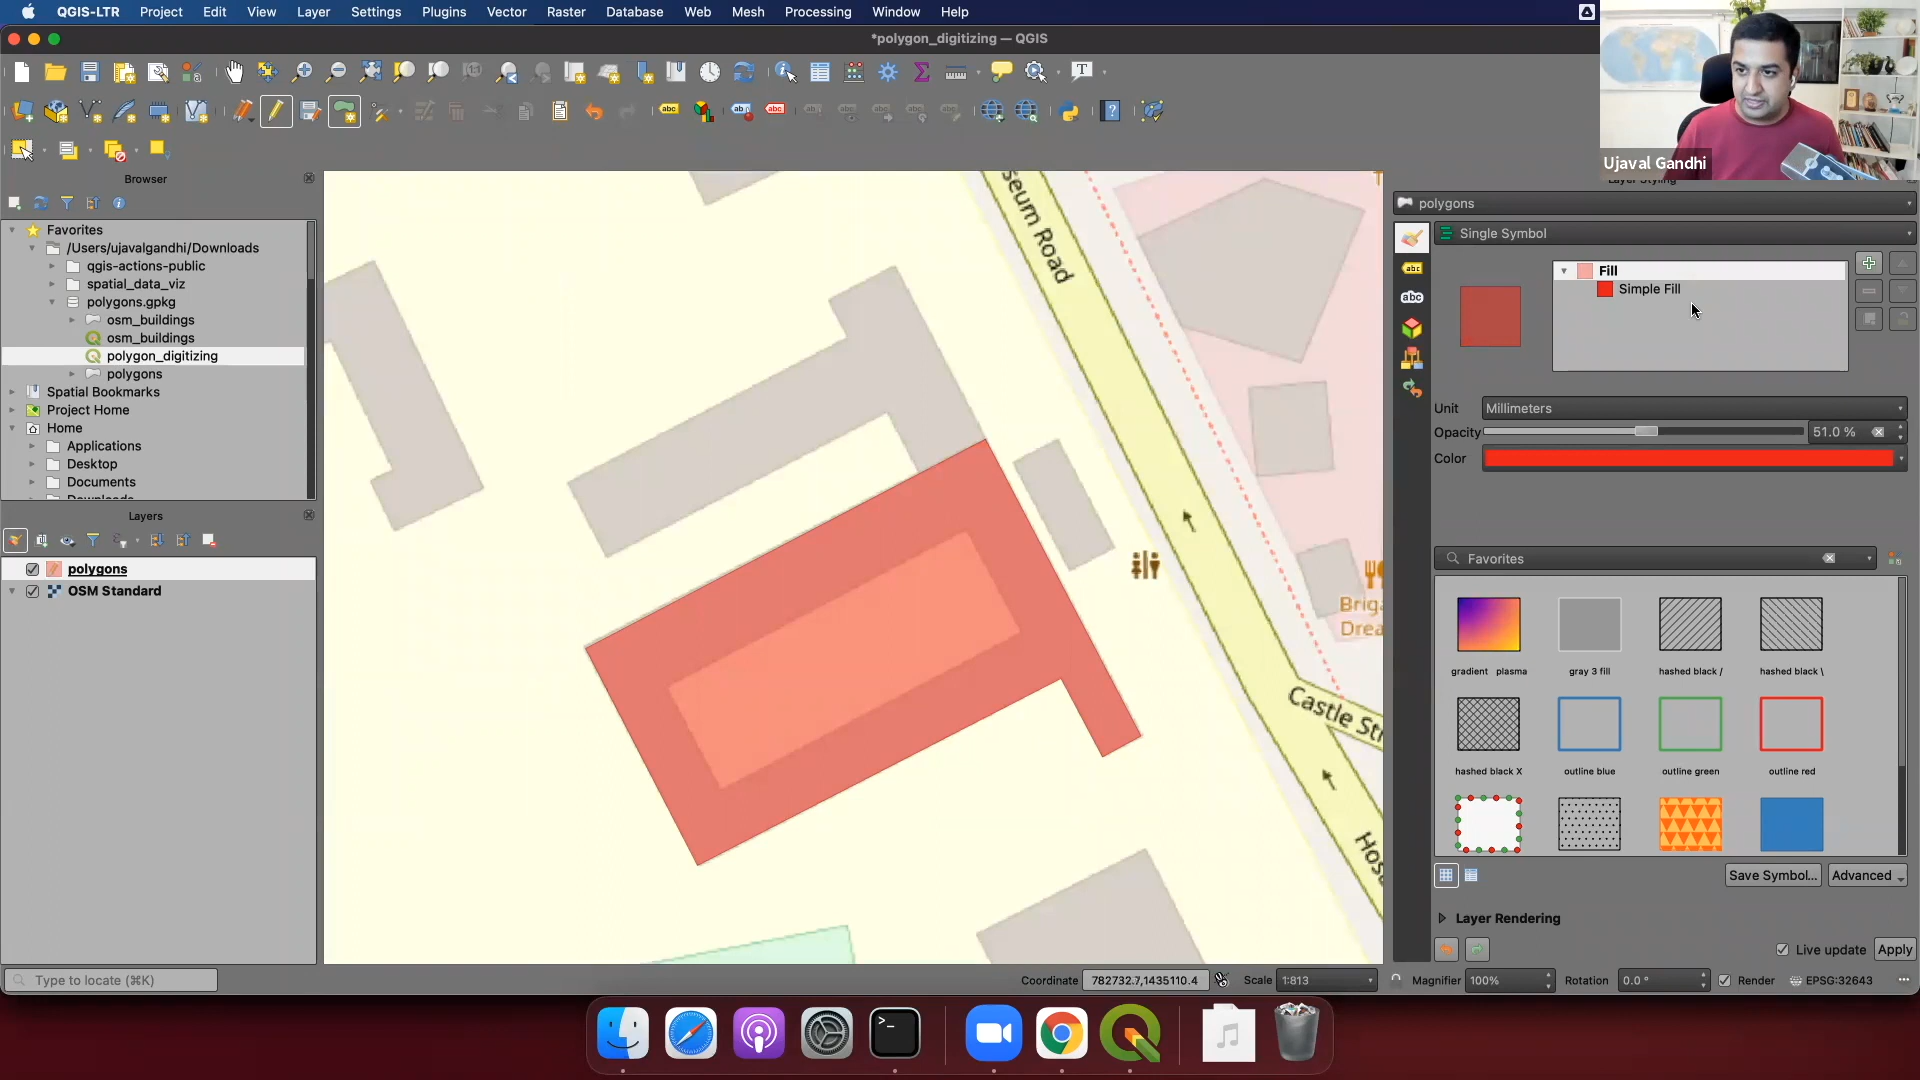 QGIS-LTR Project Edit View Layer Settings Plugins Vector Raster Database Web Mesh Processing Window Help
*polygon_digitizing — QGIS
Ujaval Gandhi
Browser
Favorites
/Users/ujavalgandhi/Downloads
qgis-actions-public
spatial_data_viz
polygons.gpkg
osm_buildings
osm_buildings
polygon_digitizing
polygons
Spatial Bookmarks
Project Home
Home
Applications
Desktop
Documents
Layers
polygons
OSM Standard
seum Road
Castle Str
Hos
Briga
Drea
polygons
Single Symbol
Fill
Simple Fill
Unit Millimeters
Opacity 51.0 %
Color
Favorites
gradient plasma
gray 3 fill
hashed black /
hashed black \
hashed black X
outline blue
outline green
outline red
Save Symbol...
Advanced
Layer Rendering
Live update
Apply
Type to locate (⌘K)
Coordinate 782732.7,1435110.4 Scale 1:813 Magnifier 100% Rotation 0.0 ° Render EPSG:32643